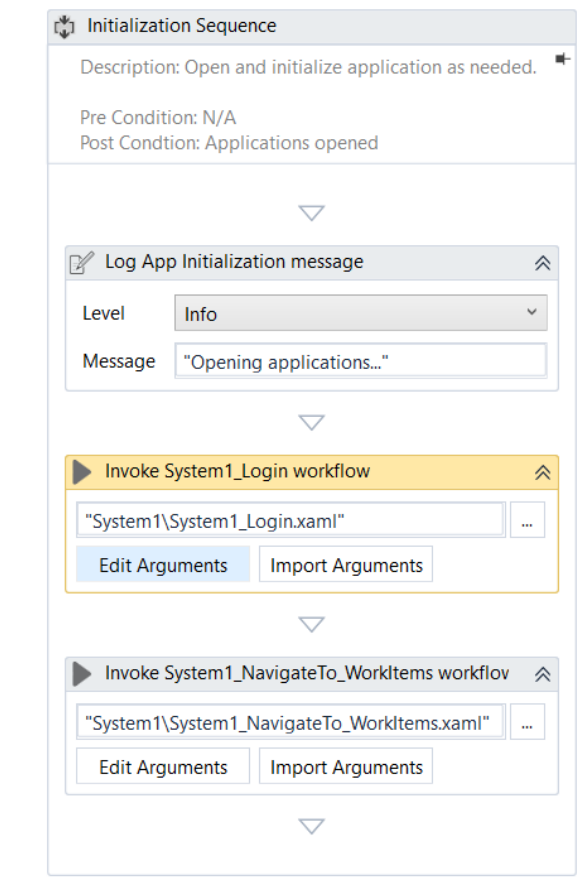 Initialization Sequence
Description: Open and initialize application as needed.
Pre Condition: N/A
Post Condtion: Applications opened
Log App Initialization message
Level Info
Message "Opening applications..."
Invoke System1_Login workflow
"System1\System1_Login.xaml" ...
Edit Arguments Import Arguments
Invoke System1_NavigateTo_WorkItems workflov
"System1\System1_NavigateTo_WorkItems.xaml" ...
Edit Arguments Import Arguments